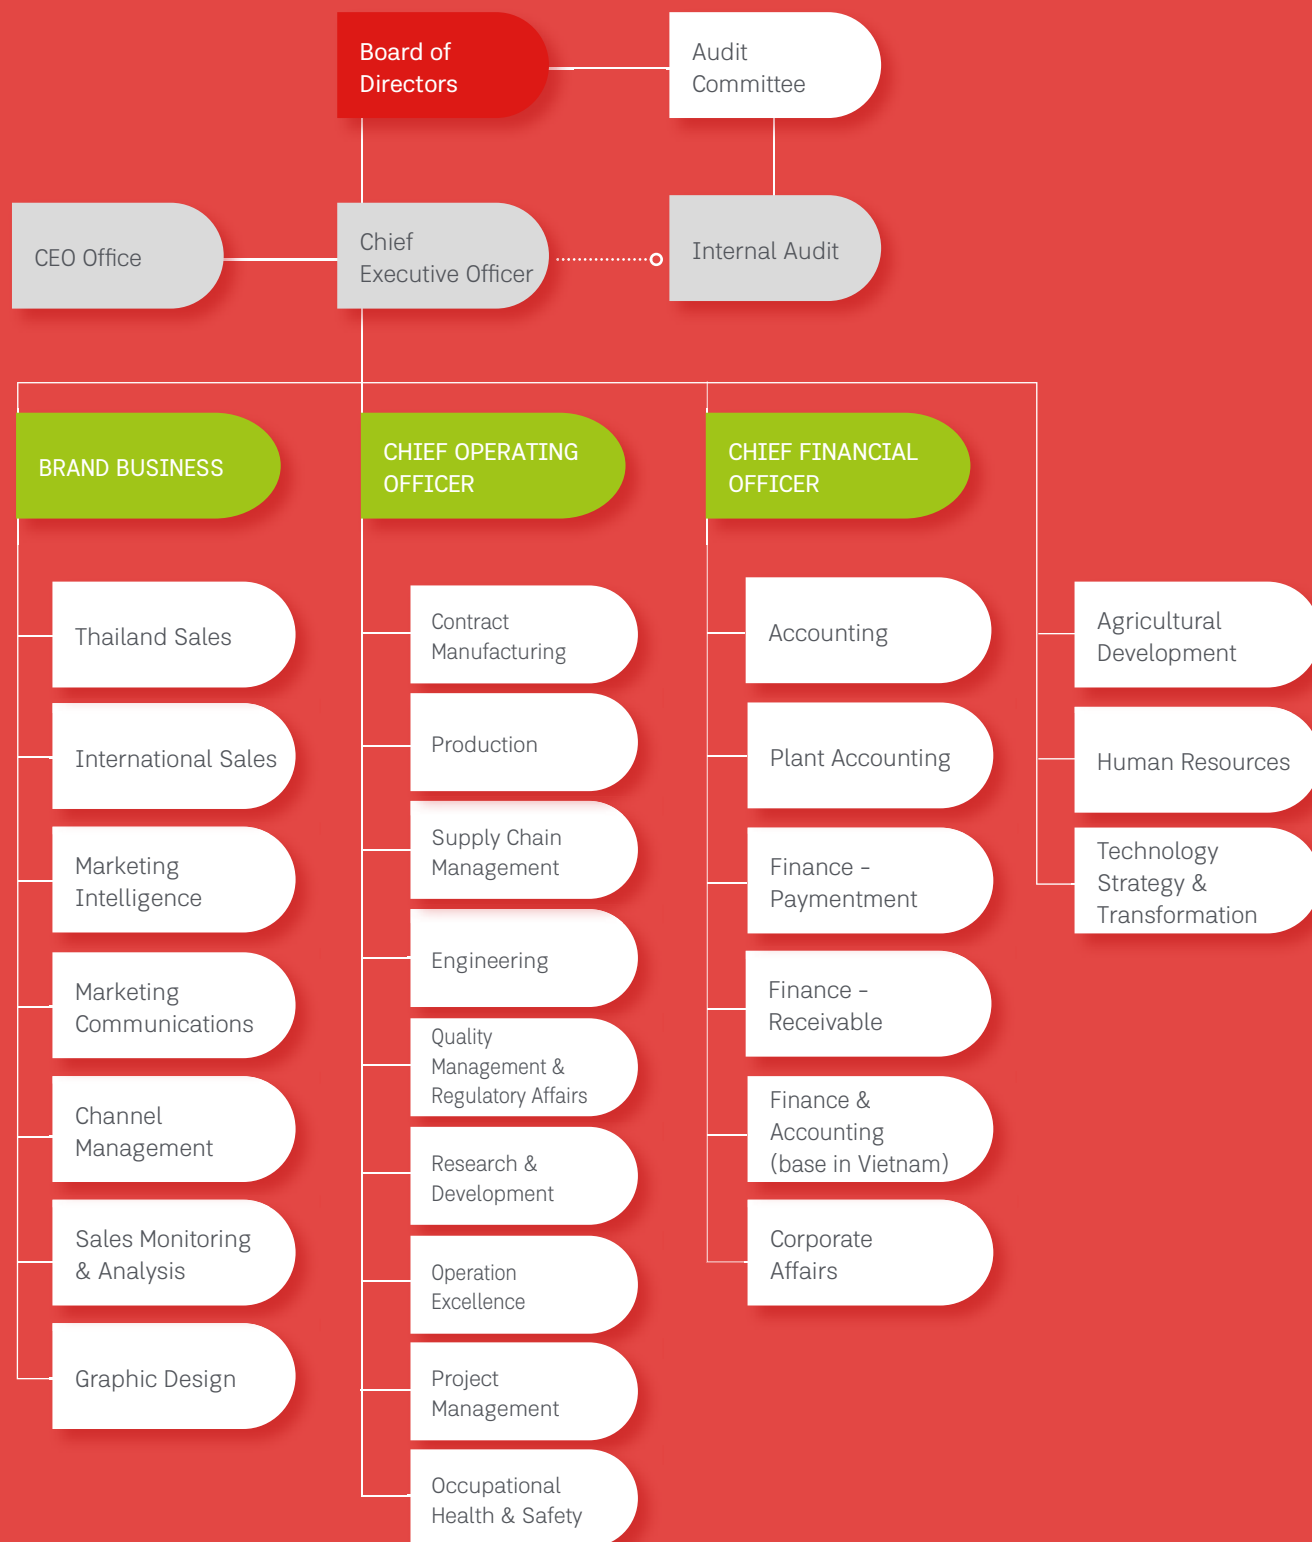 Board of
Directors
Audit
Committee
CEO Office
Chief
Executive Officer
Internal Audit
BRAND BUSINESS
CHIEF OPERATING
OFFICER
CHIEF FINANCIAL
OFFICER
Thailand Sales
International Sales
Marketing
Intelligence
Marketing
Communications
Channel
Management
Sales Monitoring
& Analysis
Graphic Design
Contract
Manufacturing
Production
Supply Chain
Management
Engineering
Quality
Management &
Regulatory Affairs
Research &
Development
Operation
Excellence
Project
Management
Occupational
Health & Safety
Accounting
Plant Accounting
Finance -
Paymentment
Finance -
Receivable
Finance &
Accounting
(base in Vietnam)
Corporate
Affairs
Agricultural
Development
Human Resources
Technology
Strategy &
Transformation